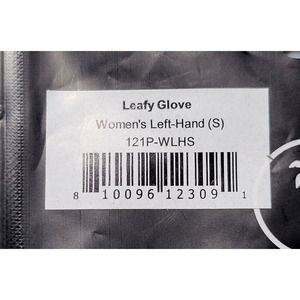 Leafy Glove
Women's Left-Hand (S)
121P-WLHS
8 10096 12309 1